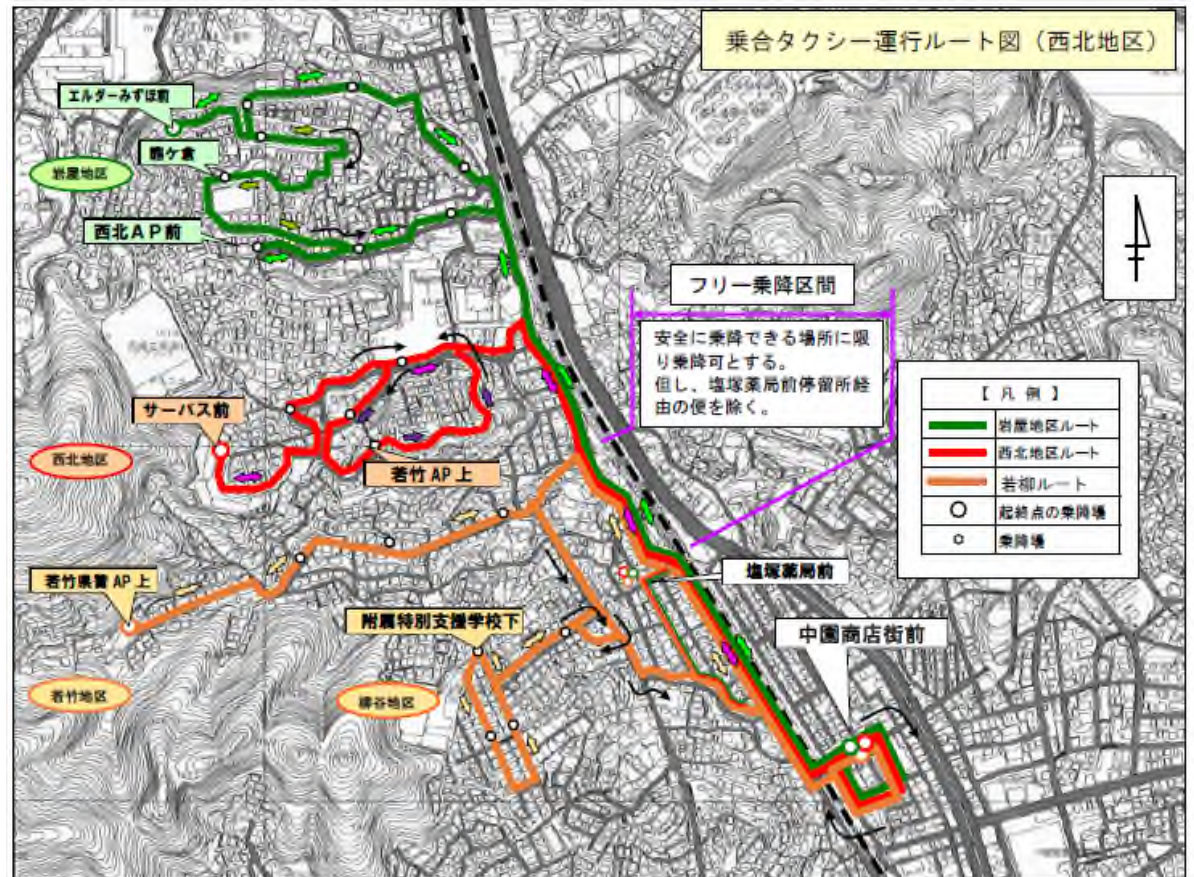 乗合タクシー運行ルート図（西北地区）
エルダーみずほ前
岩屋地区
西北ＡＰ前
フリー乗降区間
安全に乗降できる場所に限
り乗降可とする。
但し、塩塚薬局前停留所経
由の便を除く。
【 凡 例 】
岩屋地区ルート
西北地区ルート
若柳ルート
起終点の乗降場
乗降場
サーバス前
西北地区
若竹 AP 上
塩塚薬局前
若竹県営 AP 上
附属特別支援学校下
中園商店街前
若竹地区